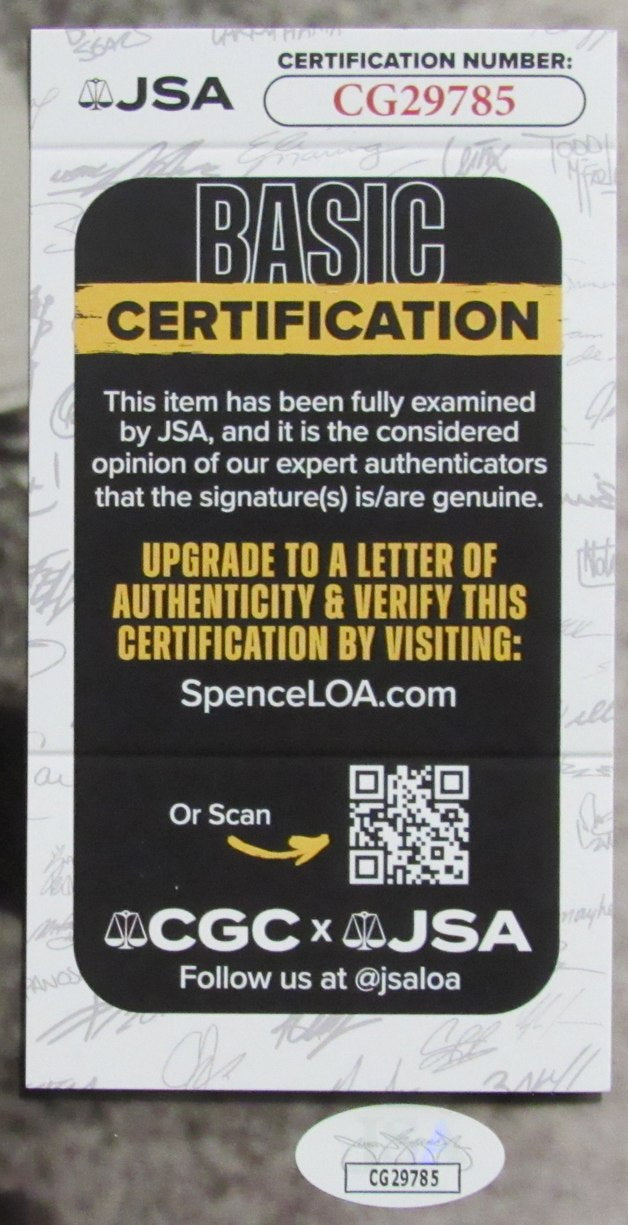 JSA
CERTIFICATION NUMBER:
CG29785
BASIC
CERTIFICATION
This item has been fully examined
by JSA, and it is the considered
opinion of our expert authenticators
that the signature(s) is/are genuine.
UPGRADE TO A LETTER OF
AUTHENTICITY & VERIFY THIS
CERTIFICATION BY VISITING:
SpenceLOA.com
Or Scan
CGC x JSA
Follow us at @jsaloa
CG29785